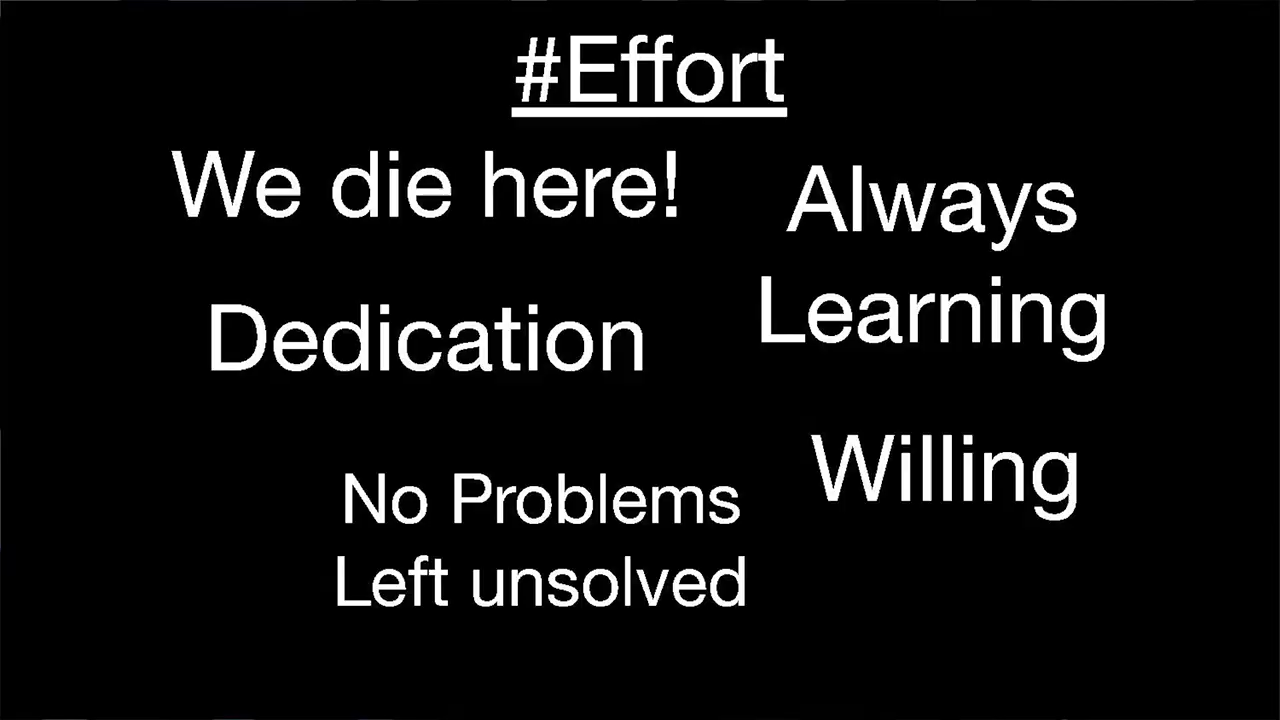 #Effort
We die here!
Always
Learning
Dedication
Willing
No Problems
Left unsolved